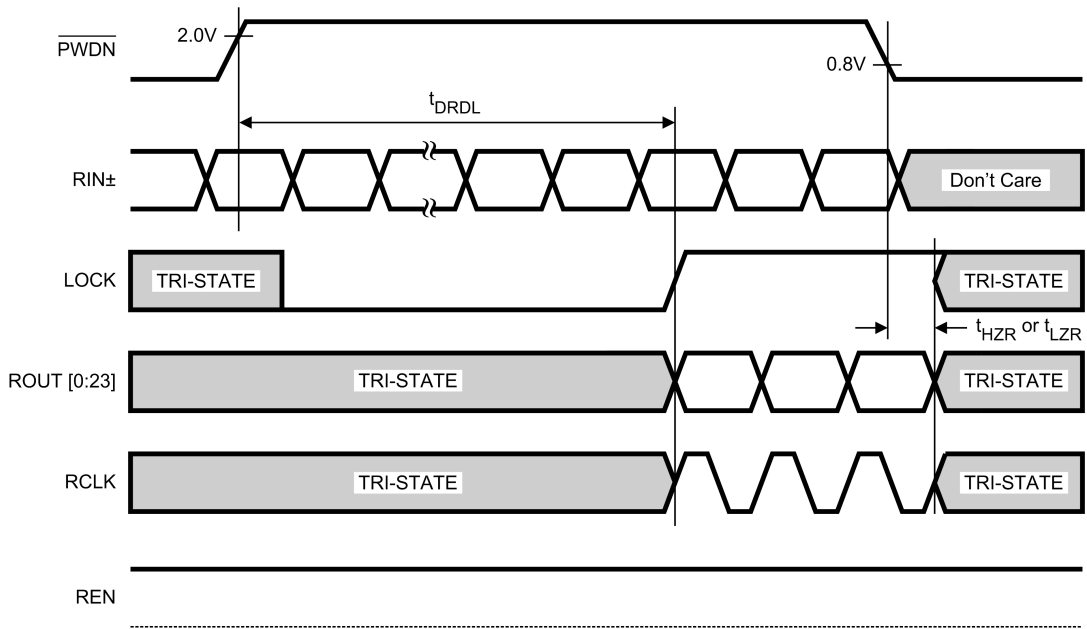 PWDN
2.0V
0.8V
tDRDL
RIN±
Don't Care
LOCK
TRI-STATE
TRI-STATE
tHZR or tLZR
ROUT [0:23]
TRI-STATE
TRI-STATE
RCLK
TRI-STATE
TRI-STATE
REN